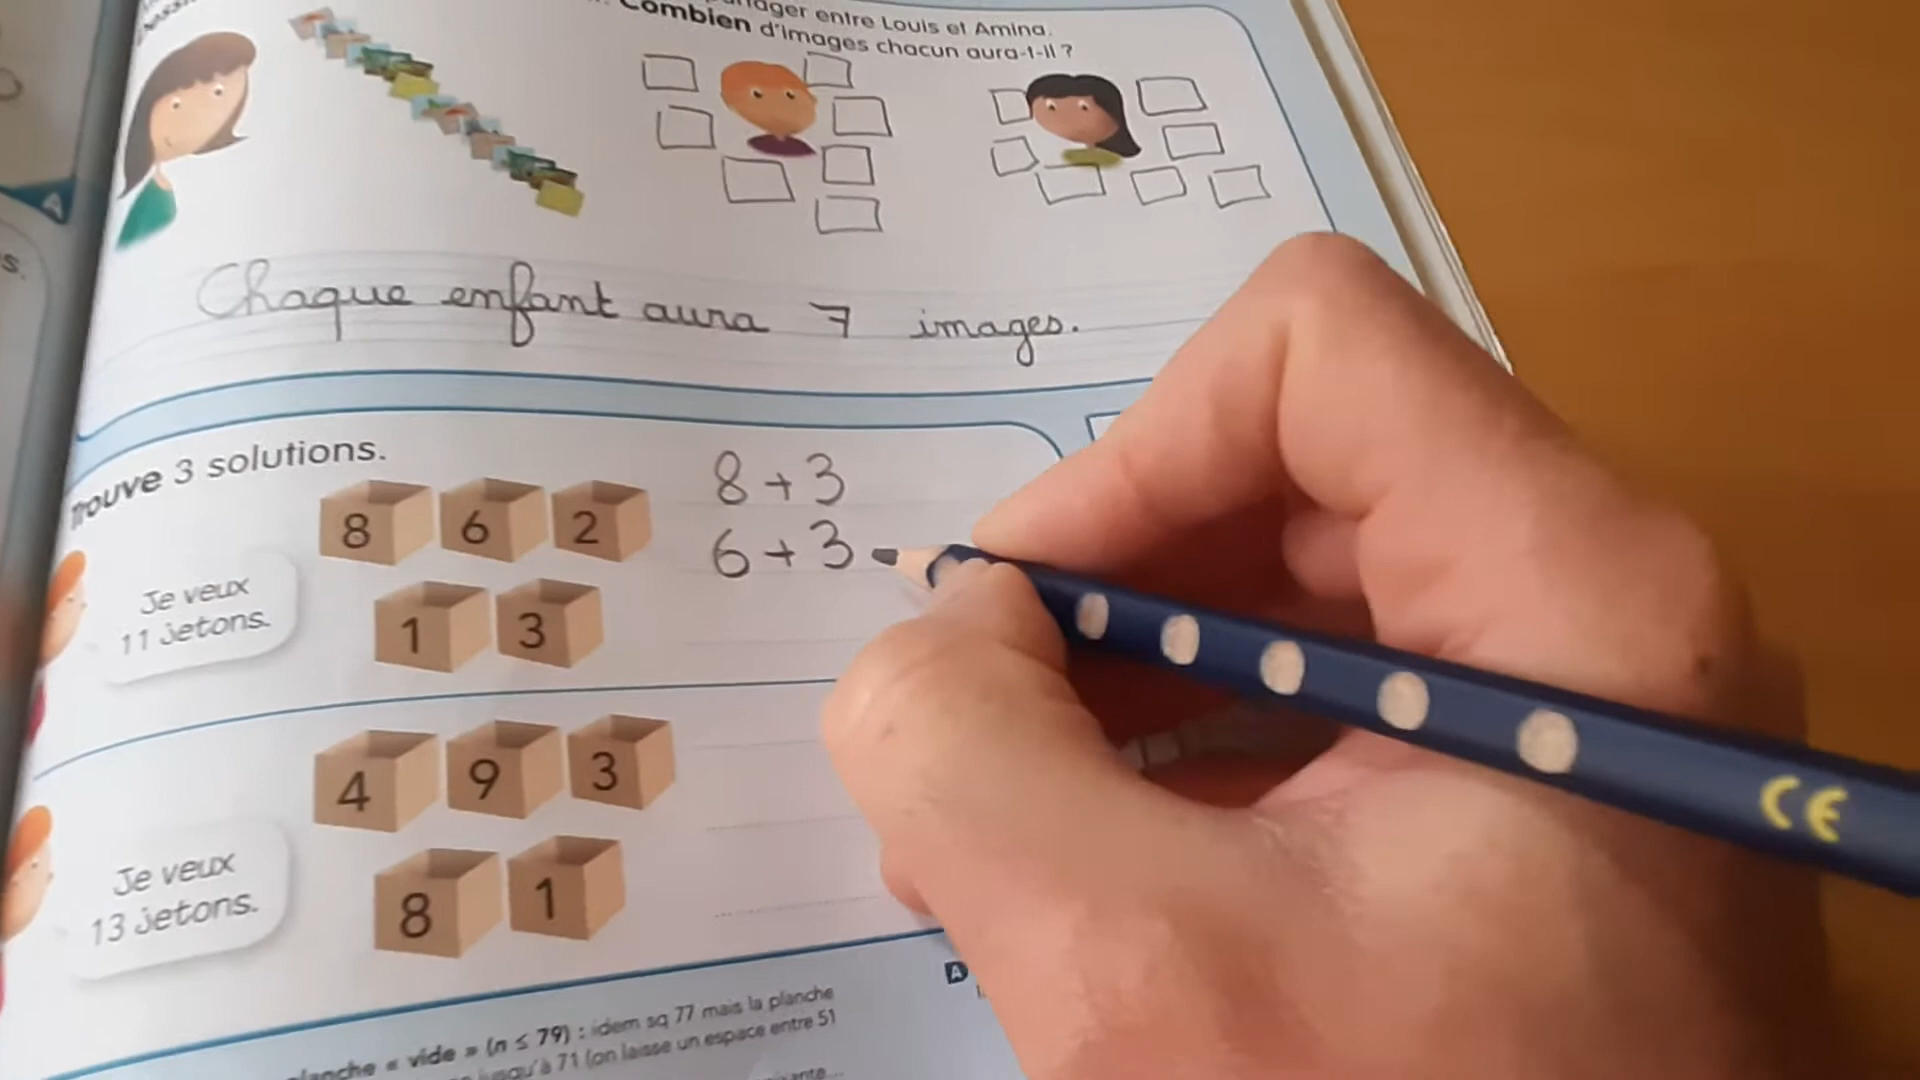 entre Louis et Amina.
Combien d'images chacun aura-t-il ?
Chaque enfant aura 7 images.
Trouve 3 solutions.
8 + 3
8 6 2
6 + 3
Je veux
11 jetons.
1 3
4 9 3
Je veux
13 jetons.
8 1
CE
A
planche « vide » (n ≤ 79) : idem sq 77 mais la planche
jusqu'à 71 (on laisse un espace entre 51
A
s.